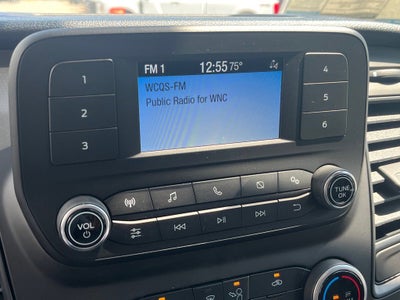 FM 1 12:55 75°
WCQS-FM
Public Radio for WNC
1
2
3
4
5
6
VOL
TUNE
OK